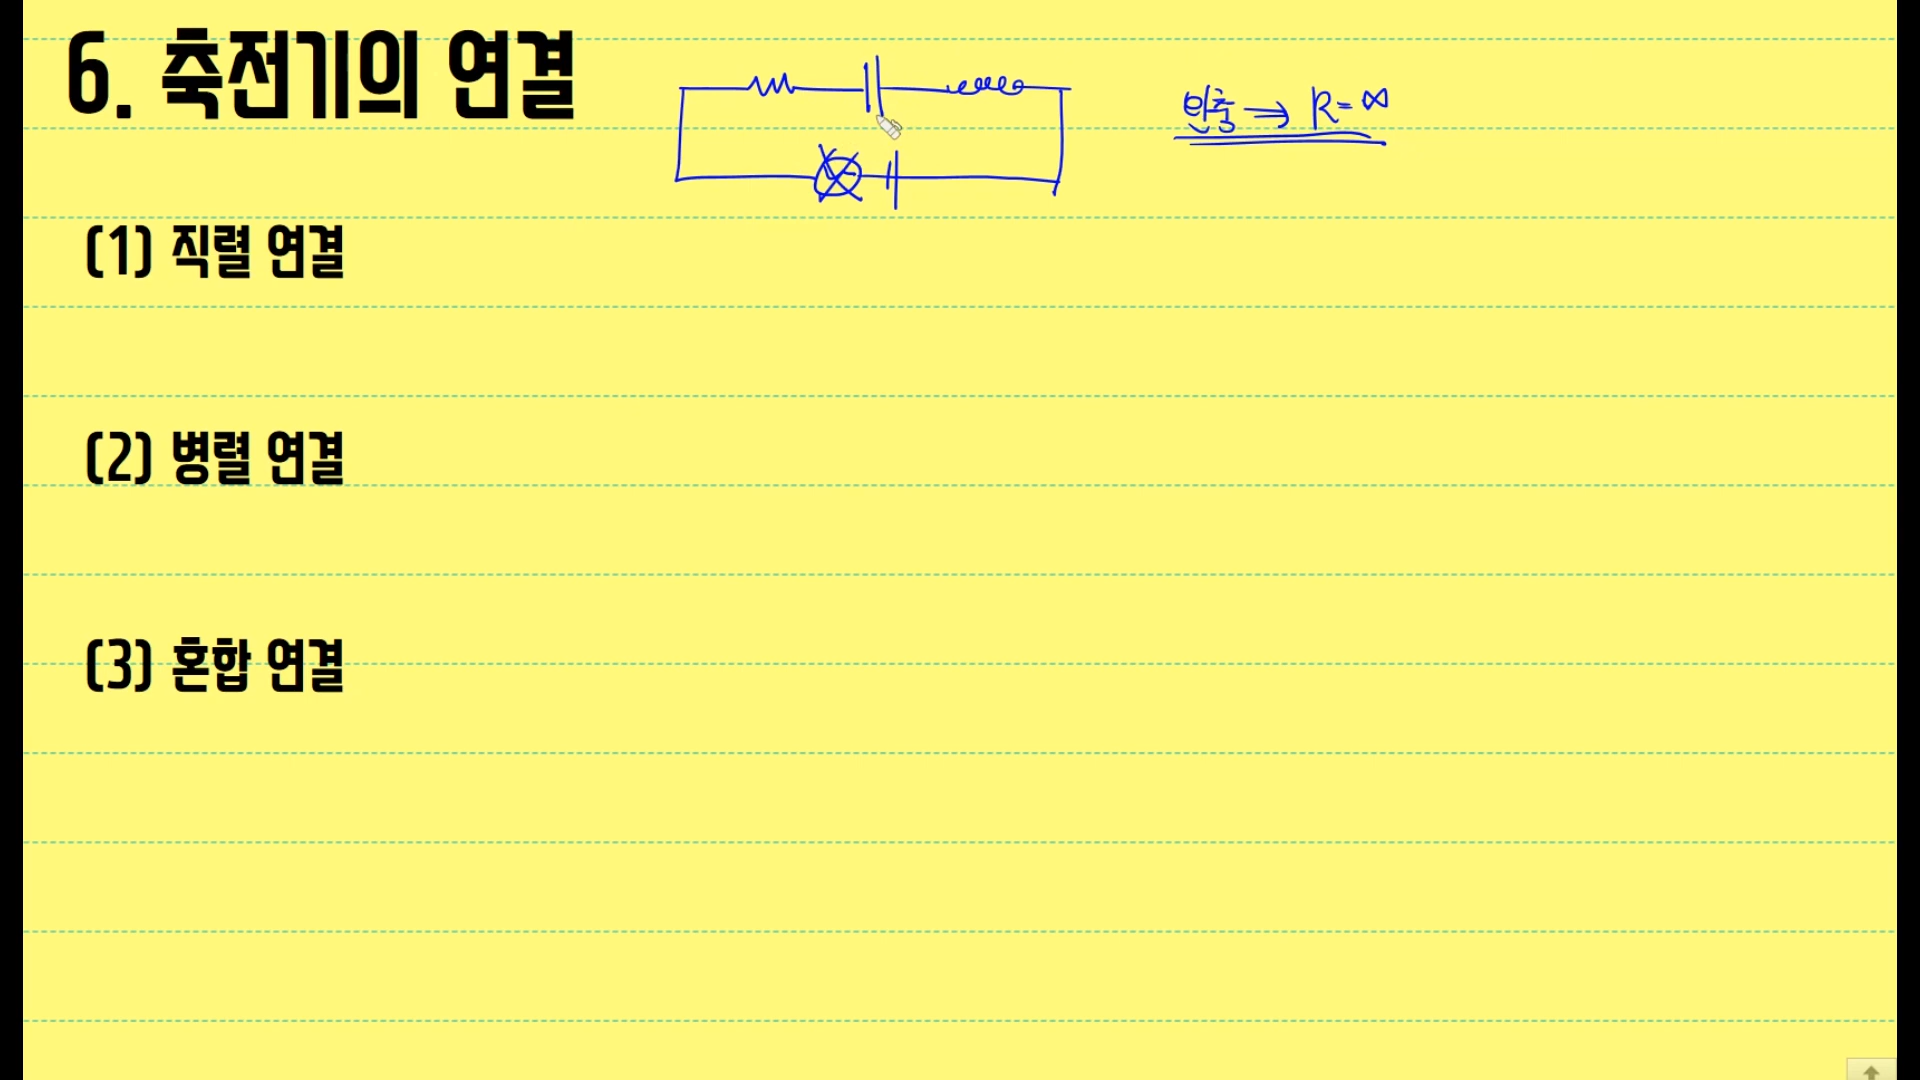 6. 축전기의 연결
완충 → R = ∞
(1) 직렬 연결
(2) 병렬 연결
(3) 혼합 연결